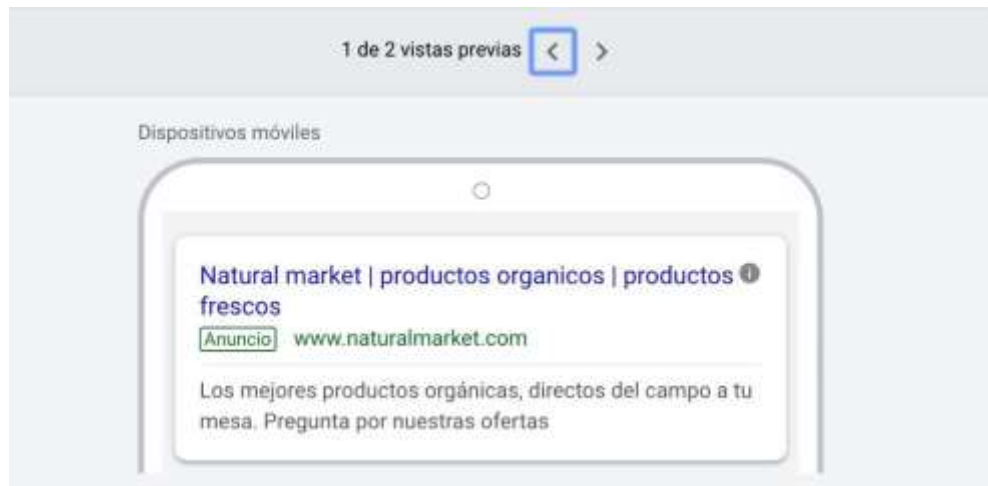 1 de 2 vistas previas
Dispositivos móviles
Natural market | productos organicos | productos
frescos
Anuncio www.naturalmarket.com
Los mejores productos orgánicas, directos del campo a tu
mesa. Pregunta por nuestras ofertas